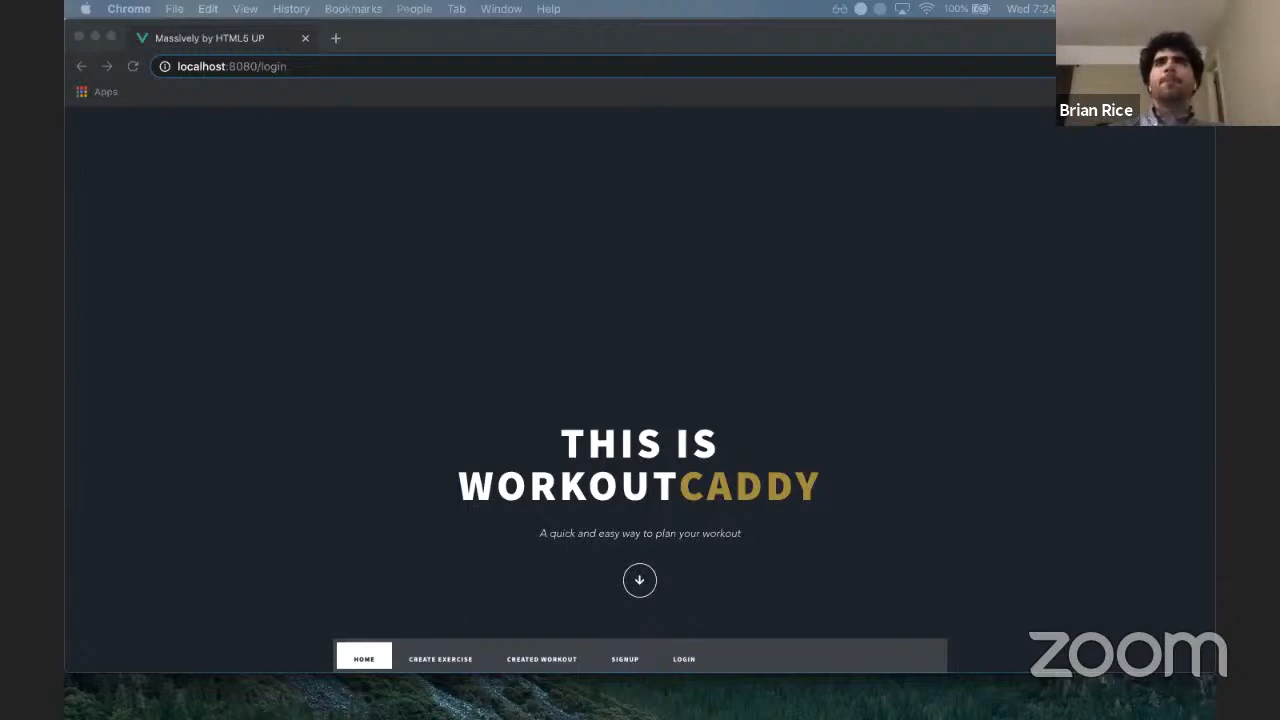 Chrome File Edit View History Bookmarks People Tab Window Help 100% Wed 7:24
Massively by HTML5 UP
localhost:8080/login
Apps
Brian Rice
THIS IS
WORKOUTCADDY
A quick and easy way to plan your workout
HOME CREATE EXERCISE CREATED WORKOUT SIGNUP LOGIN
zoom